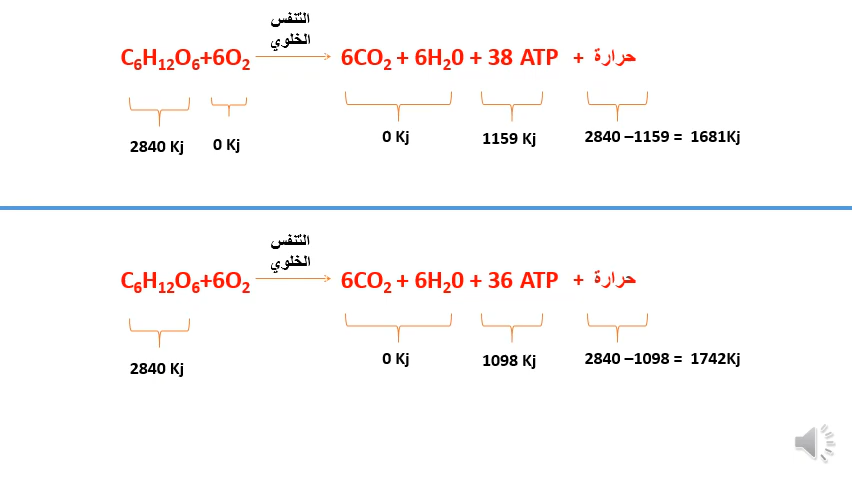 التنفس
الخلوي
C₆H₁₂O₆+6O₂ 6CO₂ + 6H₂0 + 38 ATP + حرارة
2840 Kj 0 Kj 0 Kj 1159 Kj 2840 –1159 = 1681Kj
التنفس
الخلوي
C₆H₁₂O₆+6O₂ 6CO₂ + 6H₂0 + 36 ATP + حرارة
2840 Kj 0 Kj 1098 Kj 2840 –1098 = 1742Kj